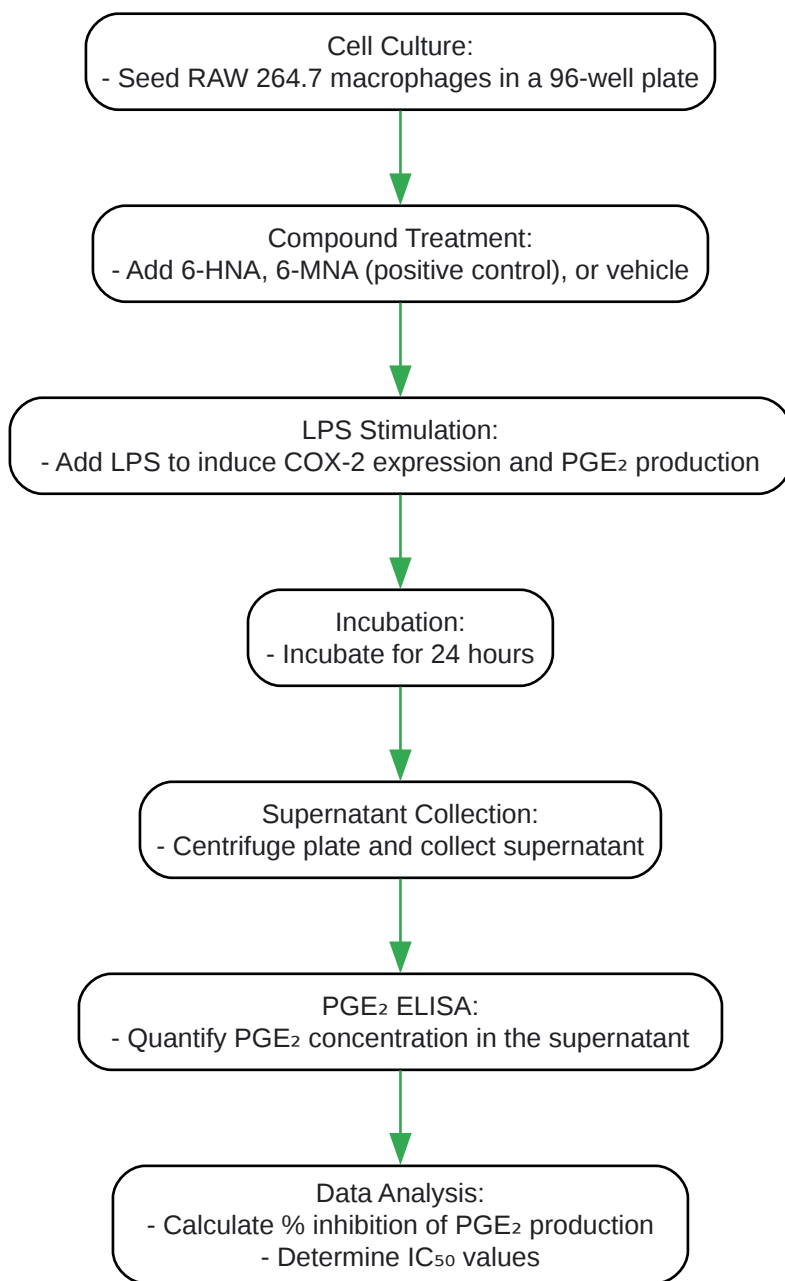 Cell Culture:
- Seed RAW 264.7 macrophages in a 96-well plate
Compound Treatment:
- Add 6-HNA, 6-MNA (positive control), or vehicle
LPS Stimulation:
- Add LPS to induce COX-2 expression and PGE₂ production
Incubation:
- Incubate for 24 hours
Supernatant Collection:
- Centrifuge plate and collect supernatant
PGE₂ ELISA:
- Quantify PGE₂ concentration in the supernatant
Data Analysis:
- Calculate % inhibition of PGE₂ production
- Determine IC₅₀ values